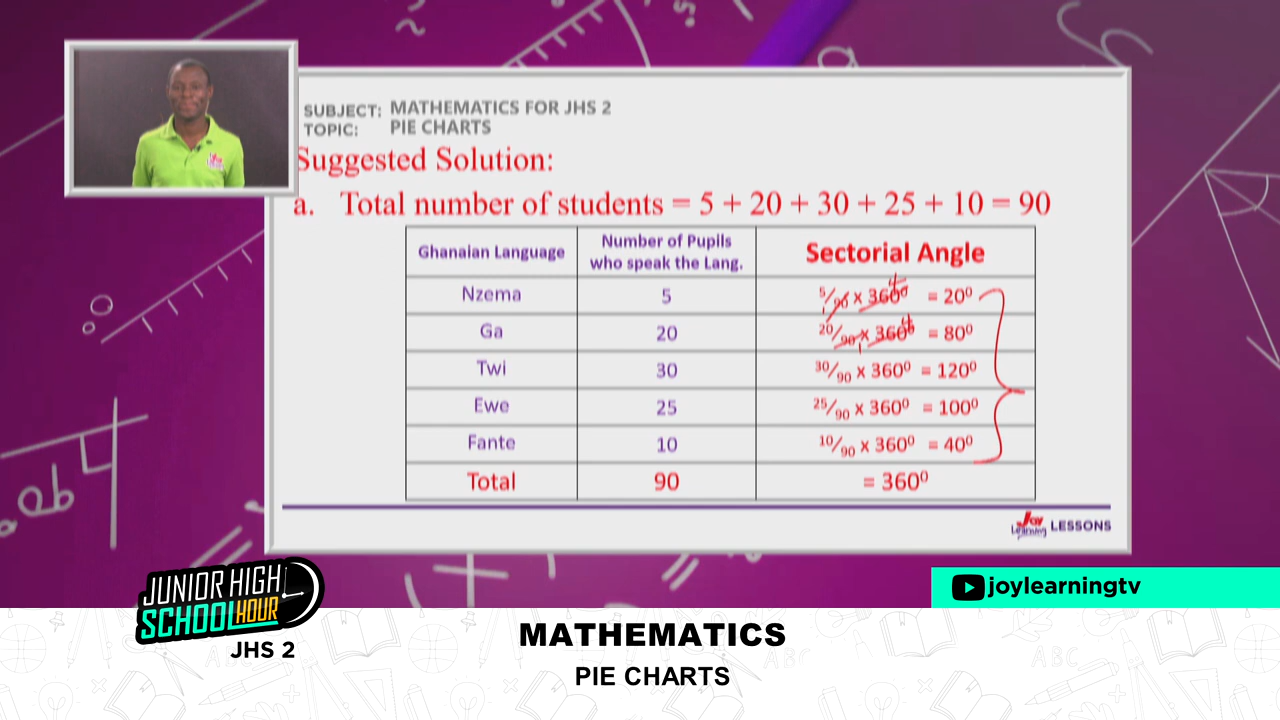 SUBJECT: MATHEMATICS FOR JHS 2
TOPIC: PIE CHARTS
Suggested Solution:
a. Total number of students = 5 + 20 + 30 + 25 + 10 = 90
Ghanaian Language Number of Pupils who speak the Lang. Sectorial Angle
Nzema 5 5/90 x 360⁰ = 20⁰
Ga 20 20/90 x 360⁰ = 80⁰
Twi 30 30/90 x 360⁰ = 120⁰
Ewe 25 25/90 x 360⁰ = 100⁰
Fante 10 10/90 x 360⁰ = 40⁰
Total 90 = 360⁰
Joy Learning LESSONS
JUNIOR HIGH
SCHOOL HOUR
JHS 2
joylearningtv
MATHEMATICS
PIE CHARTS